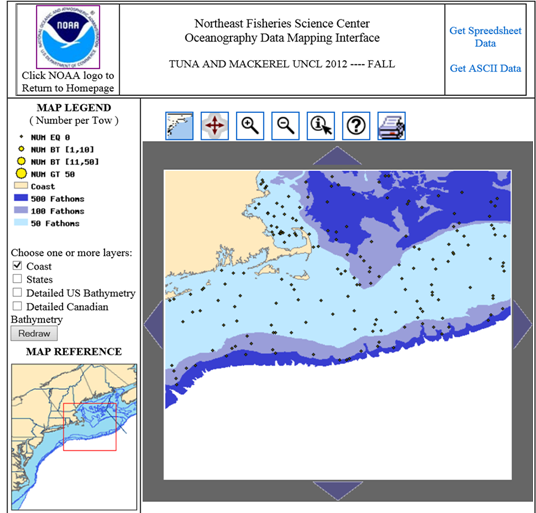 NOAA
Click NOAA logo to
Return to Homepage
Northeast Fisheries Science Center
Oceanography Data Mapping Interface
TUNA AND MACKEREL UNCL 2012 ---- FALL
Get Spreadsheet
Data
Get ASCII Data
MAP LEGEND
( Number per Tow )
NUM EQ 0
NUM BT [1,10]
NUM BT [11,50]
NUM GT 50
Coast
500 Fathoms
100 Fathoms
50 Fathoms
Choose one or more layers:
Coast
States
Detailed US Bathymetry
Detailed Canadian
Bathymetry
Redraw
MAP REFERENCE